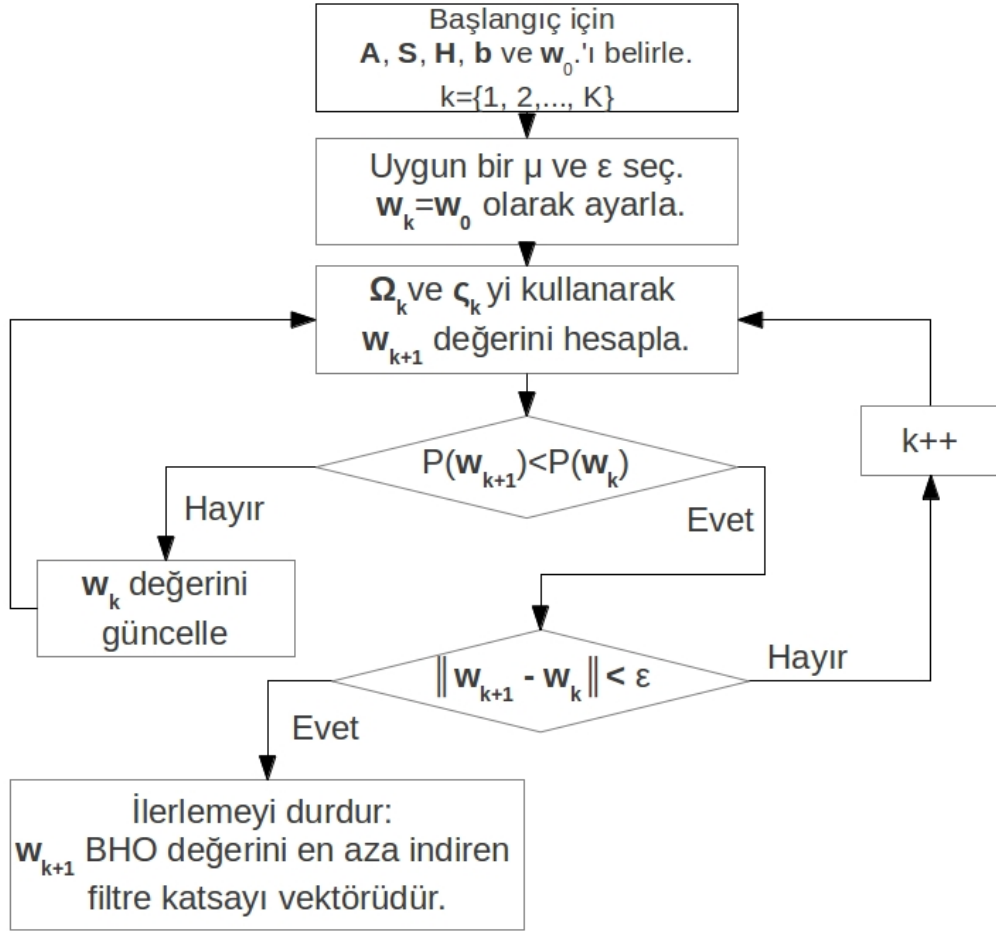 Başlangıç için
A, S, H, b ve w0.'ı belirle.
k={1, 2,..., K}
Uygun bir μ ve ε seç.
wk=w0 olarak ayarla.
Ωk ve ςk yi kullanarak
wk+1 değerini hesapla.
P(wk+1)<P(wk)
Hayır
Evet
k++
wk değerini
güncelle
‖wk+1 - wk‖ < ε
Hayır
Evet
İlerlemeyi durdur:
wk+1 BHO değerini en aza indiren
filtre katsayı vektörüdür.